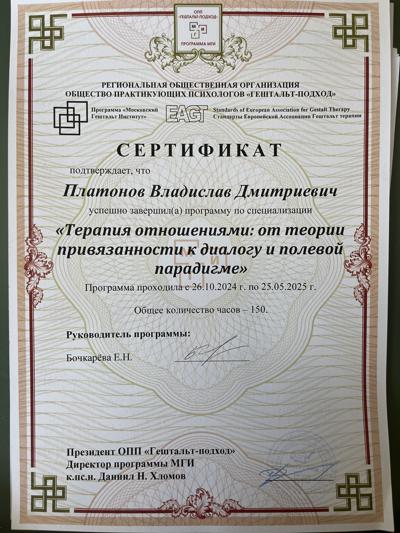 ОПП
«ГЕШТАЛЬТ-ПОДХОД»
М
Г И
ПРОГРАММА МГИ
РЕГИОНАЛЬНАЯ ОБЩЕСТВЕННАЯ ОРГАНИЗАЦИЯ
ОБЩЕСТВО ПРАКТИКУЮЩИХ ПСИХОЛОГОВ «ГЕШТАЛЬТ-ПОДХОД»
Программа «Московский
Гештальт Институт»
EAGT
Standards of European Association for Gestalt Therapy
Стандарты Европейской Ассоциации Гештальт терапии
СЕРТИФИКАТ
подтверждает, что
Платонов Владислав Дмитриевич
успешно завершил(а) программу по специализации
«Терапия отношениями: от теории
привязанности к диалогу и полевой
парадигме»
Программа проходила с 26.10.2024 г. по 25.05.2025 г.
Общее количество часов – 150.
Руководитель программы:
Бочкарёва Е.Н.
Президент ОПП «Гештальт-подход»
Директор программы МГИ
к.пс.н. Даниил Н. Хломов